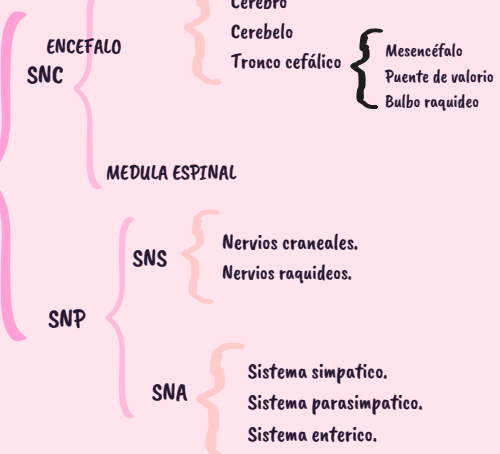 Cerebro
Cerebelo
Tronco cefálico
Mesencéfalo
Puente de valorio
Bulbo raquideo
ENCEFALO
SNC
MEDULA ESPINAL
SNS
Nervios craneales.
Nervios raquideos.
SNP
SNA
Sistema simpatico.
Sistema parasimpatico.
Sistema enterico.